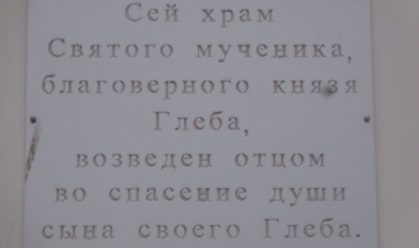 Сей храм
Святого мученика,
благоверного князя
Глеба,
возведен отцом
во спасение души
сына своего Глеба.